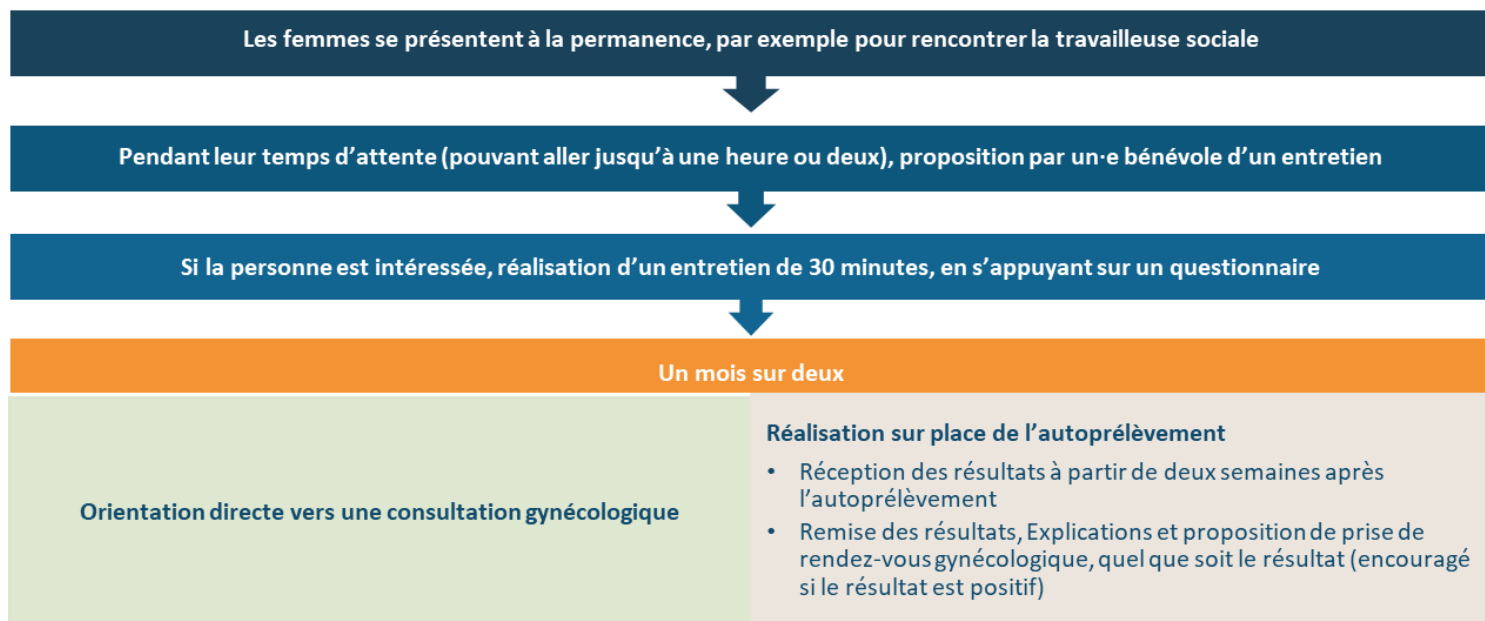 Les femmes se présentent à la permanence, par exemple pour rencontrer la travailleuse sociale
Pendant leur temps d'attente (pouvant aller jusqu'à une heure ou deux), proposition par un·e bénévole d'un entretien
Si la personne est intéressée, réalisation d'un entretien de 30 minutes, en s'appuyant sur un questionnaire
Un mois sur deux
Orientation directe vers une consultation gynécologique
Réalisation sur place de l'autoprélèvement
• Réception des résultats à partir de deux semaines après
l'autoprélèvement
• Remise des résultats, Explications et proposition de prise de
rendez-vous gynécologique, quel que soit le résultat (encouragé
si le résultat est positif)